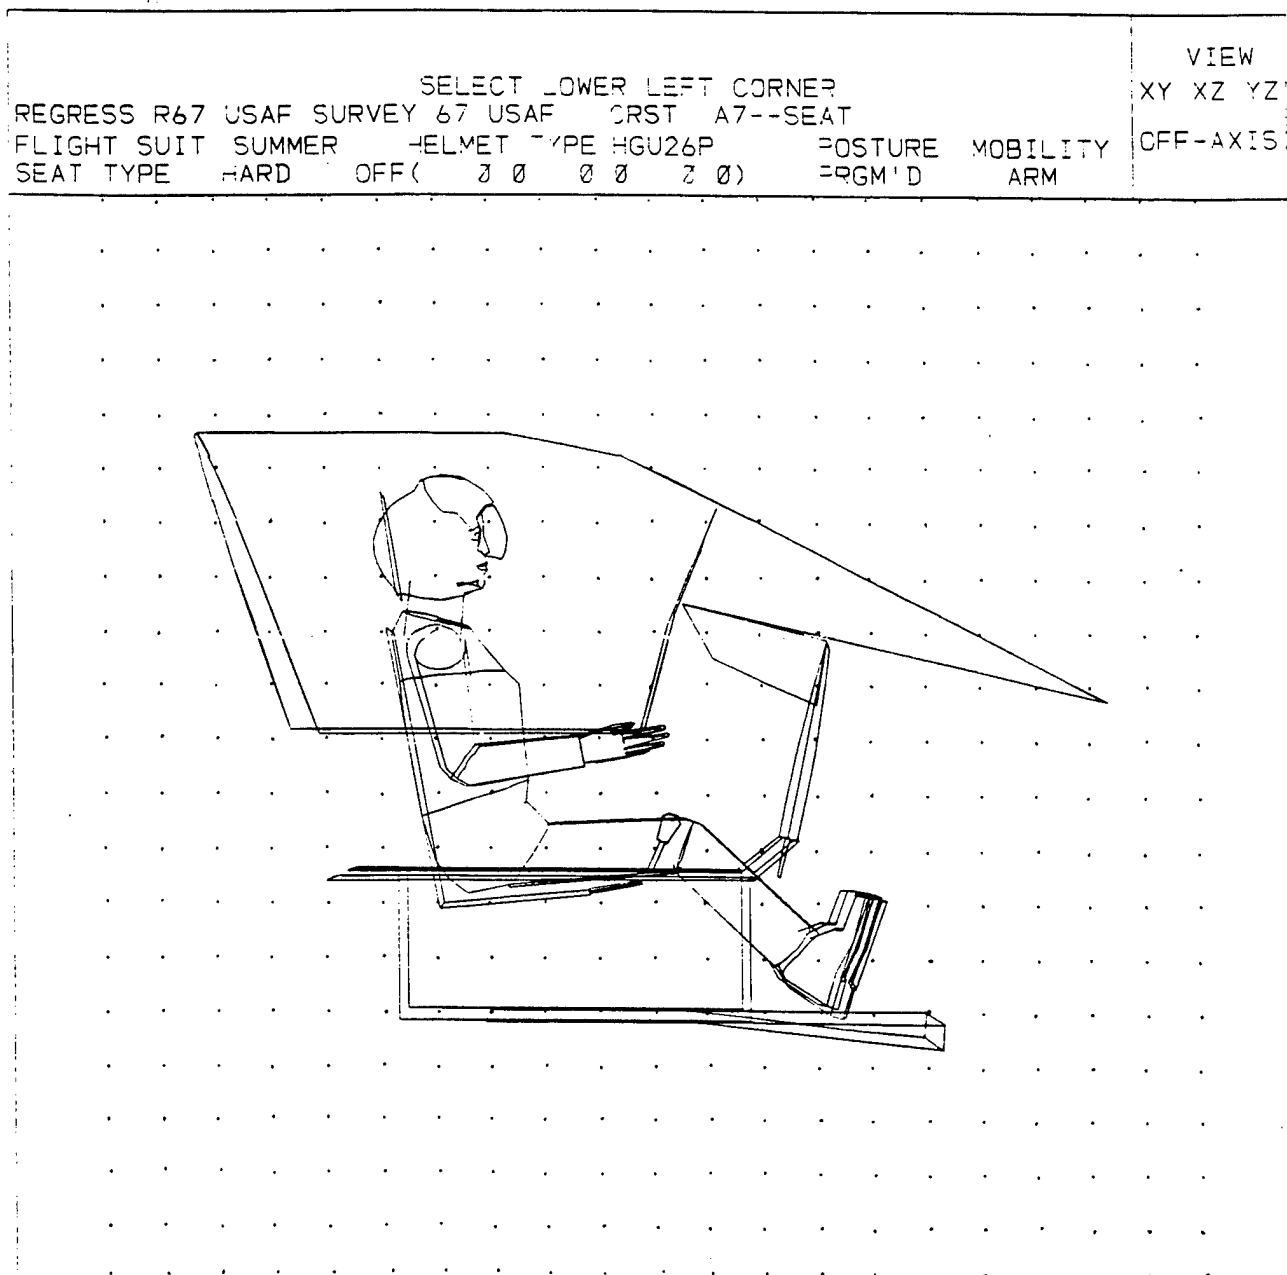 SELECT LOWER LEFT CORNER
REGRESS R67 USAF SURVEY 67 USAF CRST A7--SEAT
FLIGHT SUIT SUMMER HELMET TYPE HGU26P POSTURE MOBILITY
SEAT TYPE HARD OFF( 0 0 0 0 0 0) PRGM'D ARM
VIEW
XY XZ YZ
OFF-AXIS